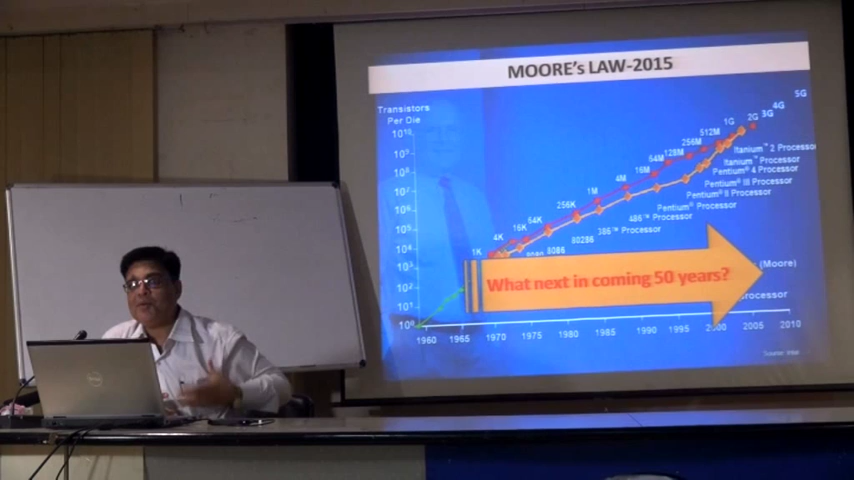 MOORE's LAW-2015
Transistors
Per Die
10¹⁰
10⁹
10⁸
10⁷
10⁶
10⁵
10⁴
10³
10²
10¹
10⁰
1K
4K
16K
64K
256K
1M
4M
16M
64M
128M
256M
512M
1G
2G
3G
4G
5G
8086
80286
386™ Processor
486™ Processor
Pentium® Processor
Pentium® II Processor
Pentium® III Processor
Pentium® 4 Processor
Itanium™ Processor
Itanium™ 2 Processor
(Moore)
What next in coming 50 years?
1960 1965 1970 1975 1980 1985 1990 1995 2000 2005 2010
Source: Intel
DELL